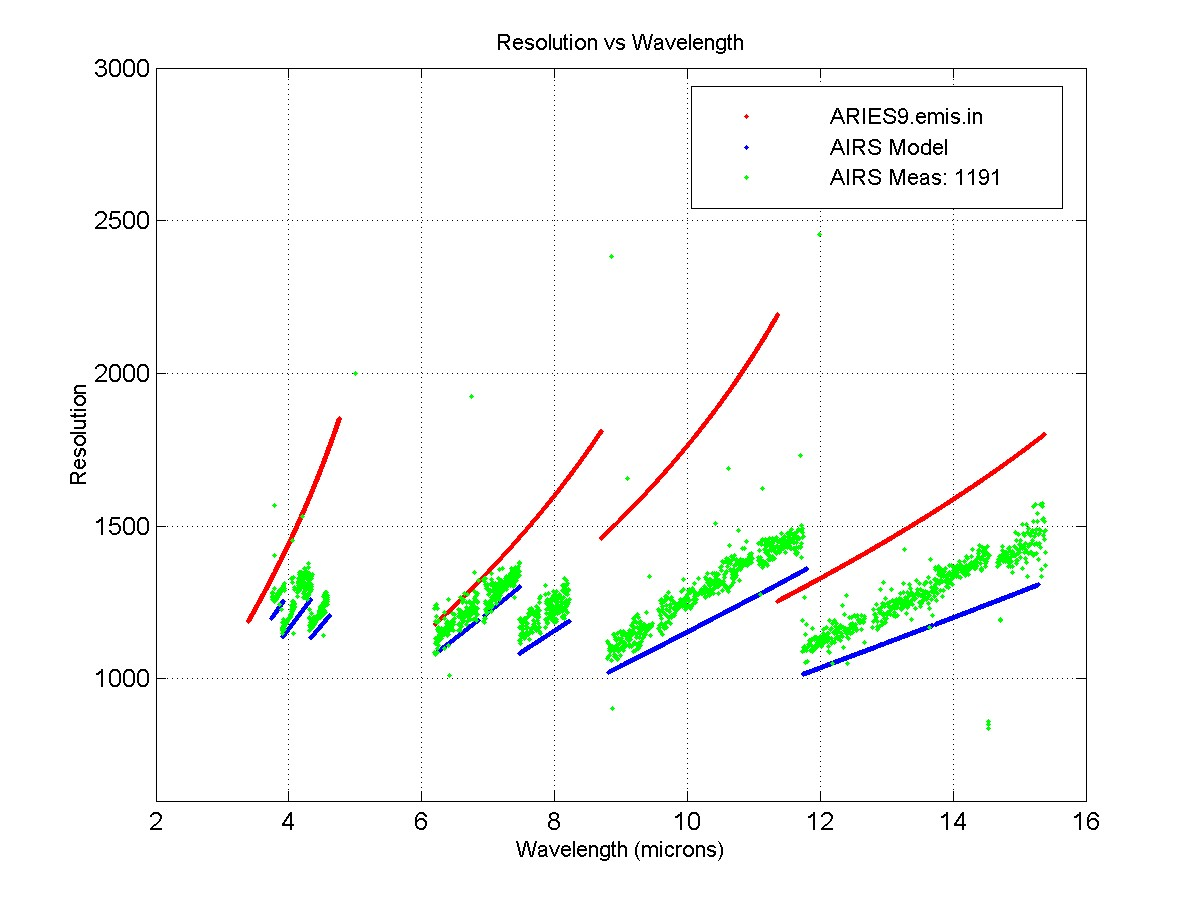 Resolution vs Wavelength
3000
2500
2000
1500
1000
Resolution
ARIES9.emis.in
AIRS Model
AIRS Meas: 1191
2 4 6 8 10 12 14 16
Wavelength (microns)